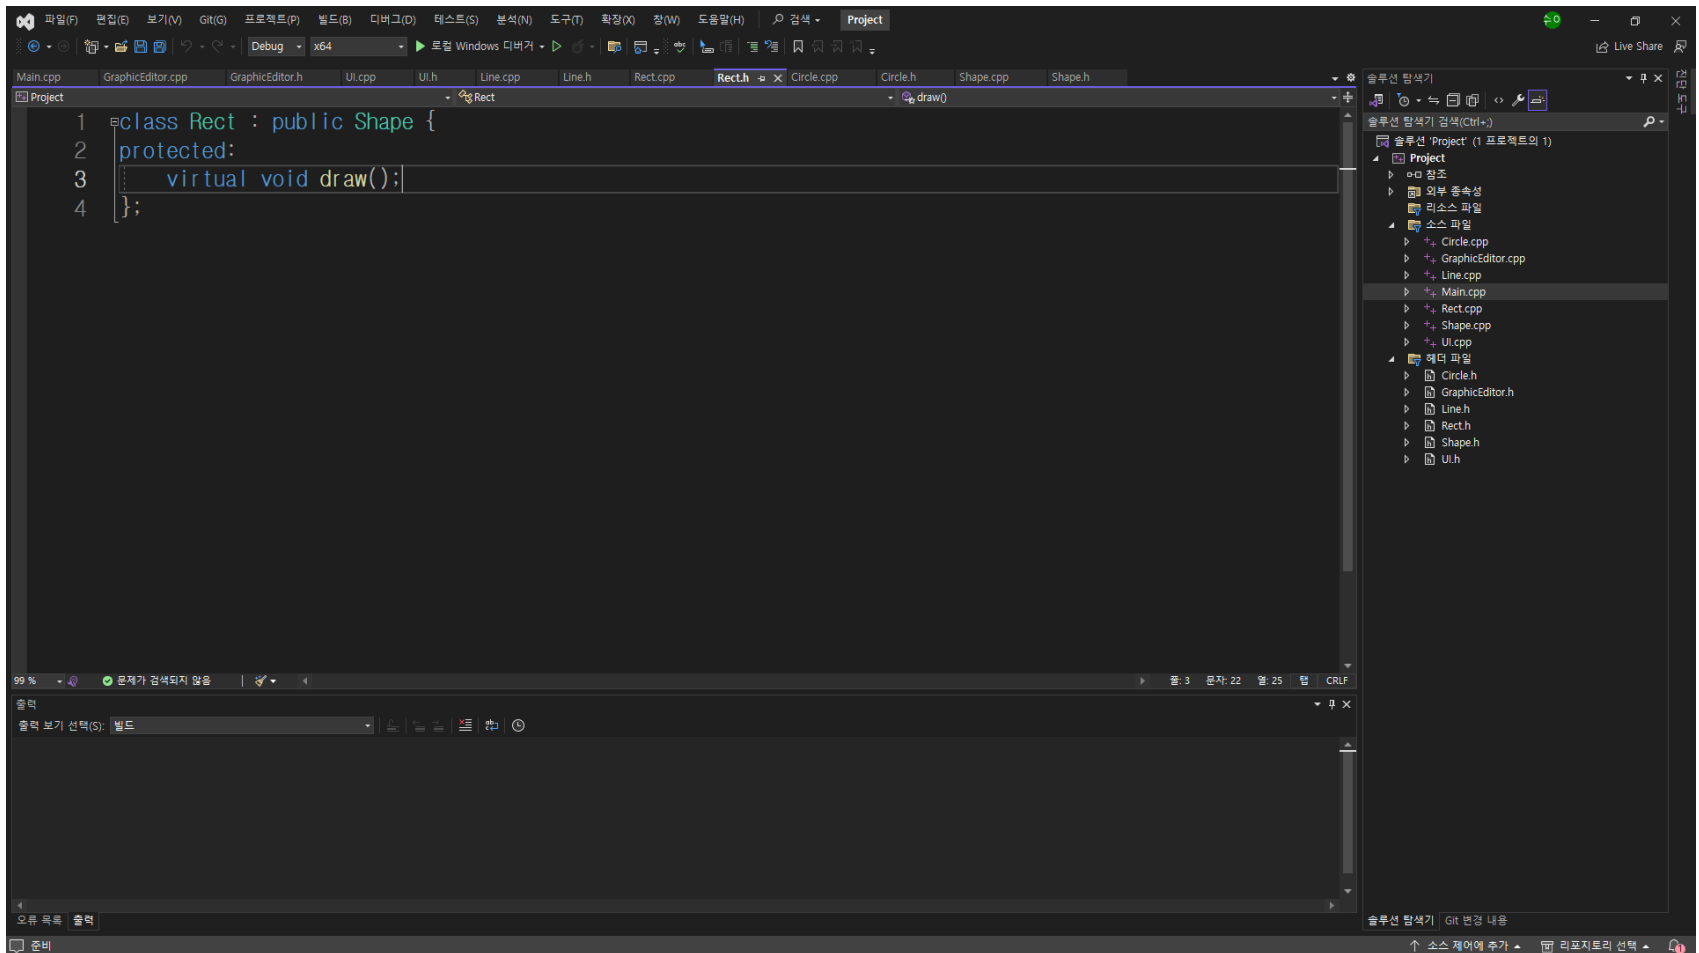 파일(F) 편집(E) 보기(V) Git(G) 프로젝트(P) 빌드(B) 디버그(D) 테스트(S) 분석(N) 도구(T) 확장(X) 창(W) 도움말(H) 검색 Project
Debug x64 로컬 Windows 디버거 Live Share
Main.cpp GraphicEditor.cpp GraphicEditor.h UI.cpp UI.h Line.cpp Line.h Rect.cpp Rect.h Circle.cpp Circle.h Shape.cpp Shape.h
Project Rect draw()
1 class Rect : public Shape {
2 protected:
3 virtual void draw();
4 };
99 % 문제가 검색되지 않음 줄: 3 문자: 22 열: 25 탭 CRLF
출력
출력 보기 선택(S): 빌드
오류 목록 출력
솔루션 탐색기
솔루션 탐색기 검색(Ctrl+;)
솔루션 'Project' (1 프로젝트의 1)
Project
참조
외부 종속성
리소스 파일
소스 파일
Circle.cpp
GraphicEditor.cpp
Line.cpp
Main.cpp
Rect.cpp
Shape.cpp
UI.cpp
헤더 파일
Circle.h
GraphicEditor.h
Line.h
Rect.h
Shape.h
UI.h
솔루션 탐색기 Git 변경 내용
진단 도구
준비 소스 제어에 추가 리포지토리 선택 1